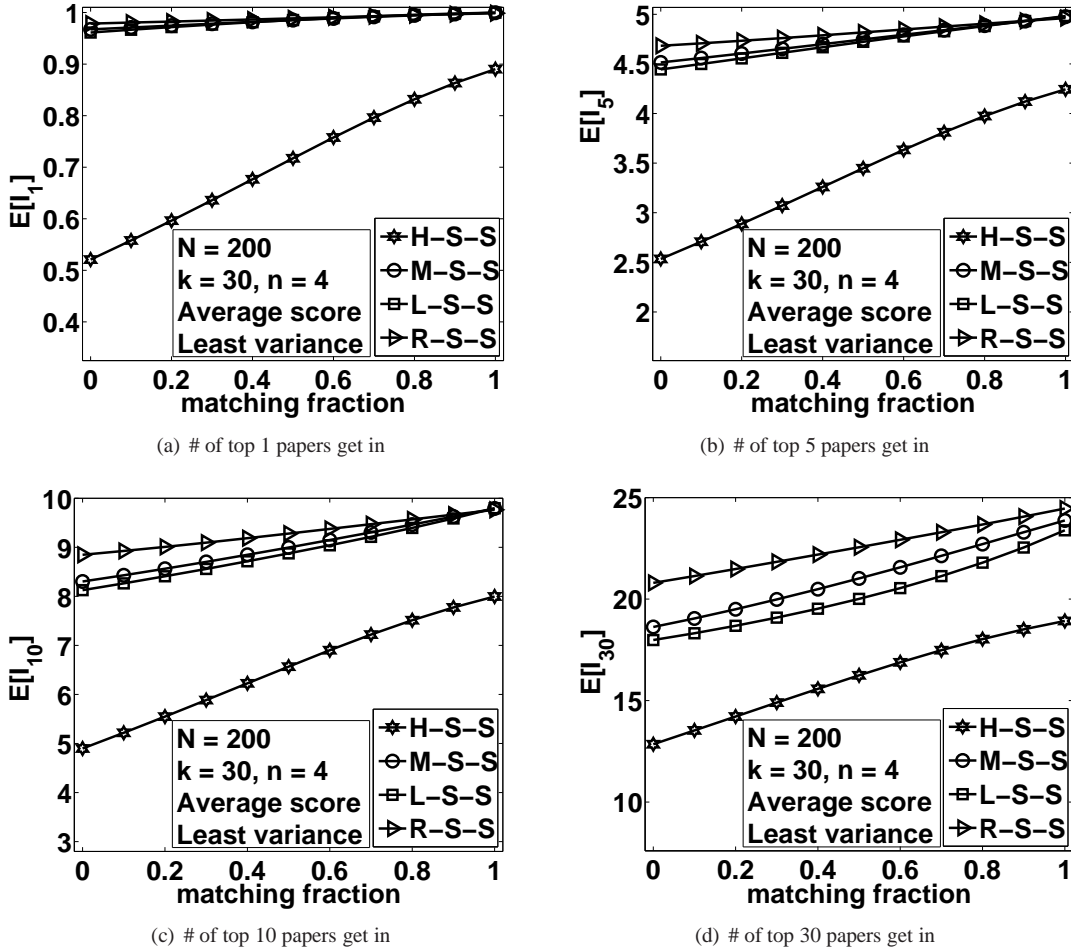 1
0.9
0.8
0.7
0.6
0.5
0.4
E[I_1]
N = 200
k = 30, n = 4
Average score
Least variance
H-S-S
M-S-S
L-S-S
R-S-S
0 0.2 0.4 0.6 0.8 1
matching fraction
(a) # of top 1 papers get in
5
4.5
4
3.5
3
2.5
2
E[I_5]
N = 200
k = 30, n = 4
Average score
Least variance
H-S-S
M-S-S
L-S-S
R-S-S
0 0.2 0.4 0.6 0.8 1
matching fraction
(b) # of top 5 papers get in
10
9
8
7
6
5
4
3
E[I_10]
N = 200
k = 30, n = 4
Average score
Least variance
H-S-S
M-S-S
L-S-S
R-S-S
0 0.2 0.4 0.6 0.8 1
matching fraction
(c) # of top 10 papers get in
25
20
15
10
E[I_30]
N = 200
k = 30, n = 4
Average score
Least variance
H-S-S
M-S-S
L-S-S
R-S-S
0 0.2 0.4 0.6 0.8 1
matching fraction
(d) # of top 30 papers get in